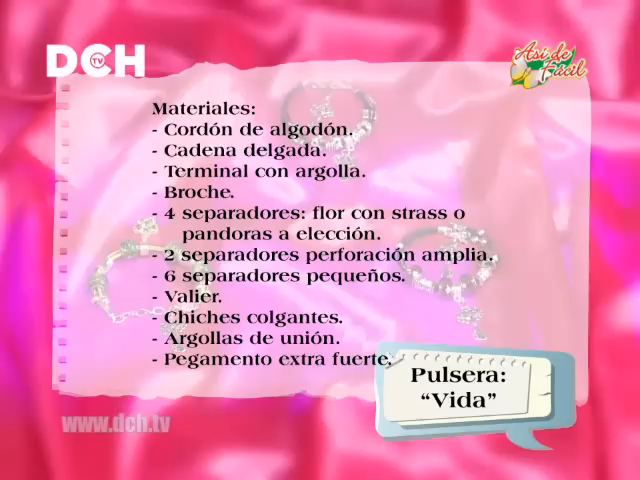 DCH
TV
Así de
Fácil
Materiales:
- Cordón de algodón.
- Cadena delgada.
- Terminal con argolla.
- Broche.
- 4 separadores: flor con strass o
pandoras a elección.
- 2 separadores perforación amplia.
- 6 separadores pequeños.
- Valier.
- Chiches colgantes.
- Argollas de unión.
- Pegamento extra fuerte.
Pulsera:
“Vida”
www.dch.tv